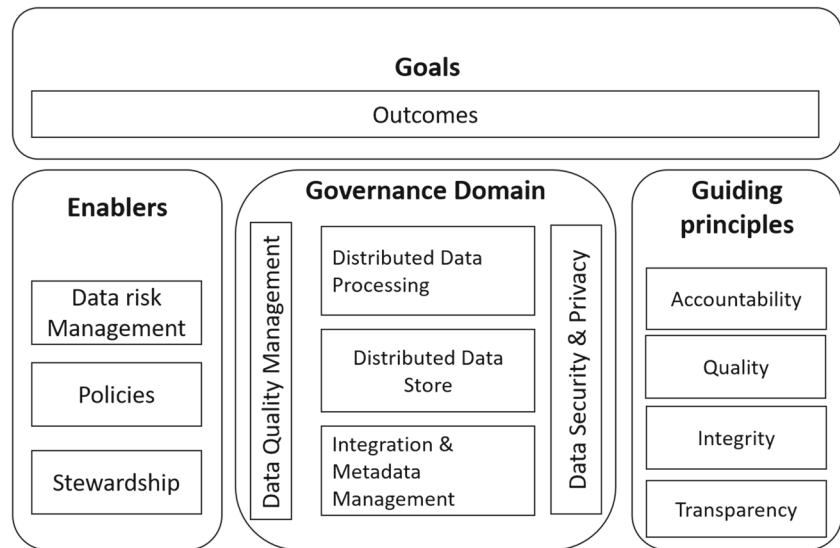 Goals
Outcomes
Enablers
Data risk
Management
Policies
Stewardship
Governance Domain
Data Quality Management
Distributed Data
Processing
Distributed Data
Store
Integration &
Metadata
Management
Data Security & Privacy
Guiding
principles
Accountability
Quality
Integrity
Transparency